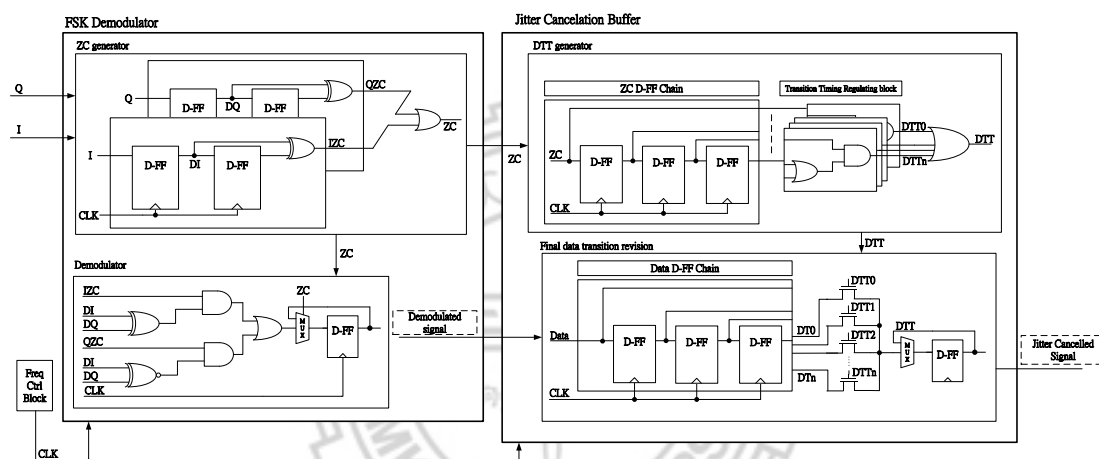 FSK Demodulator
Jitter Cancelation Buffer
ZC generator
DTT generator
Q
I
Q
D-FF
DQ
D-FF
QZC
ZC
I
D-FF
DI
D-FF
IZC
CLK
ZC
ZC D-FF Chain
Transition Timing Regulating block
ZC
D-FF
D-FF
D-FF
CLK
DTT0
DTTn
DTT
ZC
DTT
Demodulator
IZC
DI
DQ
QZC
DI
DQ
CLK
ZC
MUX
D-FF
Demodulated
signal
Final data transition revision
Data D-FF Chain
Data
D-FF
D-FF
D-FF
CLK
DT0
DTn
DTT0
DTT1
DTT2
DTTn
DTT
MUX
D-FF
Jitter Cancelled
Signal
Freq
Ctrl
Block
CLK